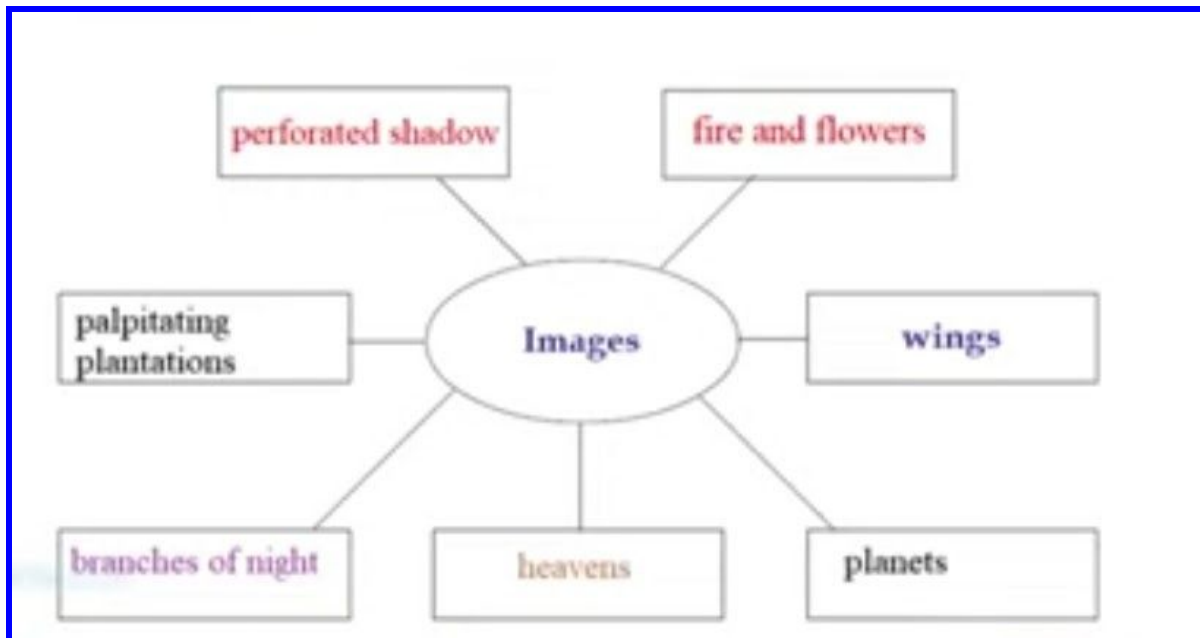 perforated shadow
fire and flowers
palpitating
plantations
Images
wings
branches of night
heavens
planets